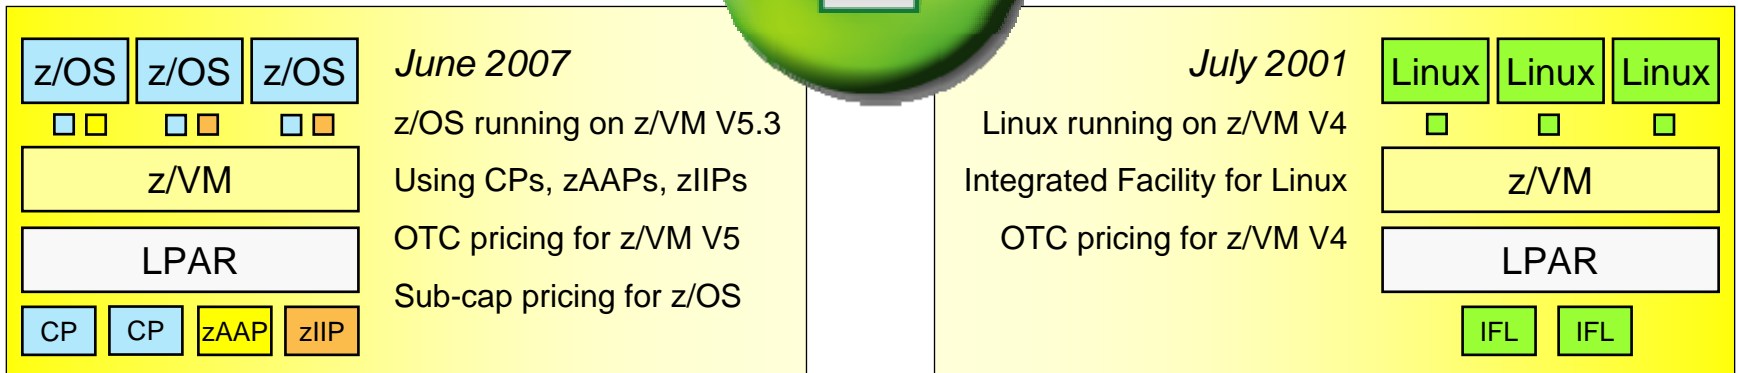 z/OS z/OS z/OS
z/VM
LPAR
CP CP zAAP zIIP
June 2007
z/OS running on z/VM V5.3
Using CPs, zAAPs, zIIPs
OTC pricing for z/VM V5
Sub-cap pricing for z/OS
July 2001
Linux running on z/VM V4
Integrated Facility for Linux
OTC pricing for z/VM V4
Linux Linux Linux
z/VM
LPAR
IFL IFL